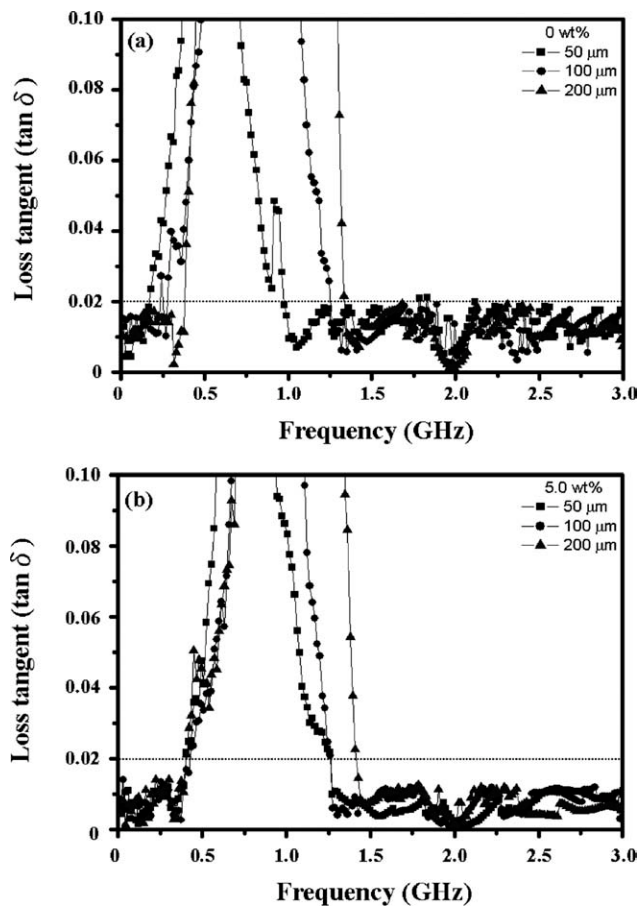 (a)
0 wt%
50 μm
100 μm
200 μm
Loss tangent (tan δ)
0.10
0.08
0.06
0.04
0.02
0
0 0.5 1.0 1.5 2.0 2.5 3.0
Frequency (GHz)
(b)
5.0 wt%
50 μm
100 μm
200 μm
Loss tangent (tan δ)
0.10
0.08
0.06
0.04
0.02
0
0 0.5 1.0 1.5 2.0 2.5 3.0
Frequency (GHz)